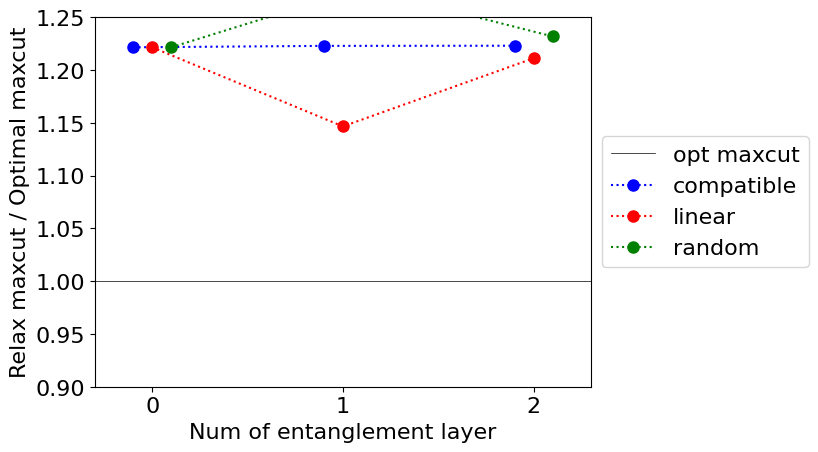 Relax maxcut / Optimal maxcut
1.25
1.20
1.15
1.10
1.05
1.00
0.95
0.90
0
1
2
Num of entanglement layer
opt maxcut
compatible
linear
random